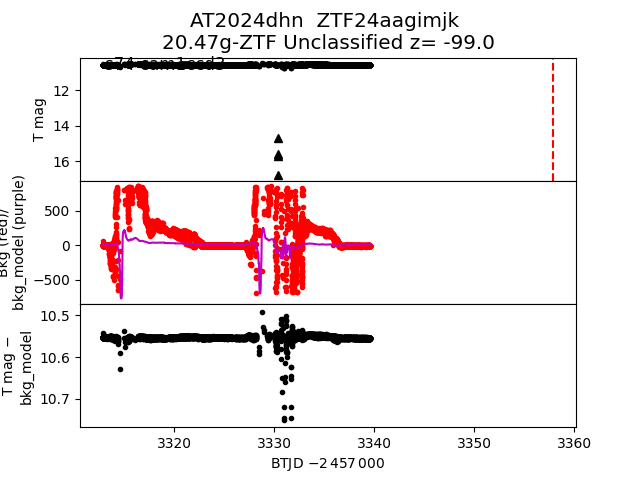 AT2024dhn ZTF24aagimjk
20.47g-ZTF Unclassified z= -99.0
12
14
16
T mag
500
0
−500
Bkg (red)/
bkg_model (purple)
10.5
10.6
10.7
T mag −
bkg_model
3320
3330
3340
3350
3360
BTJD −2 457 000